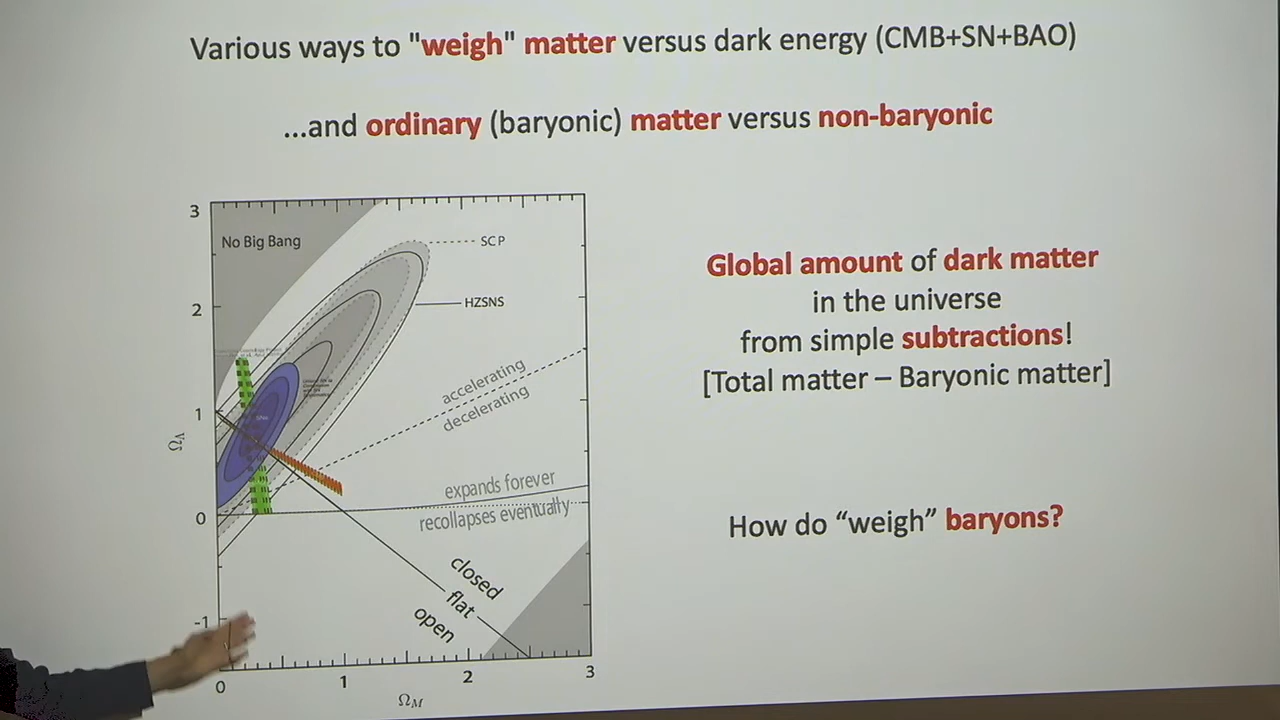 Various ways to "weigh" matter versus dark energy (CMB+SN+BAO)
...and ordinary (baryonic) matter versus non-baryonic
3
No Big Bang
SCP
2
HZSNS
accelerating
decelerating
1
Ω_Λ
expands forever
0
recollapses eventually
closed
flat
open
-1
0
1
2
3
Ω_M
Global amount of dark matter
in the universe
from simple subtractions!
[Total matter – Baryonic matter]
How do “weigh” baryons?